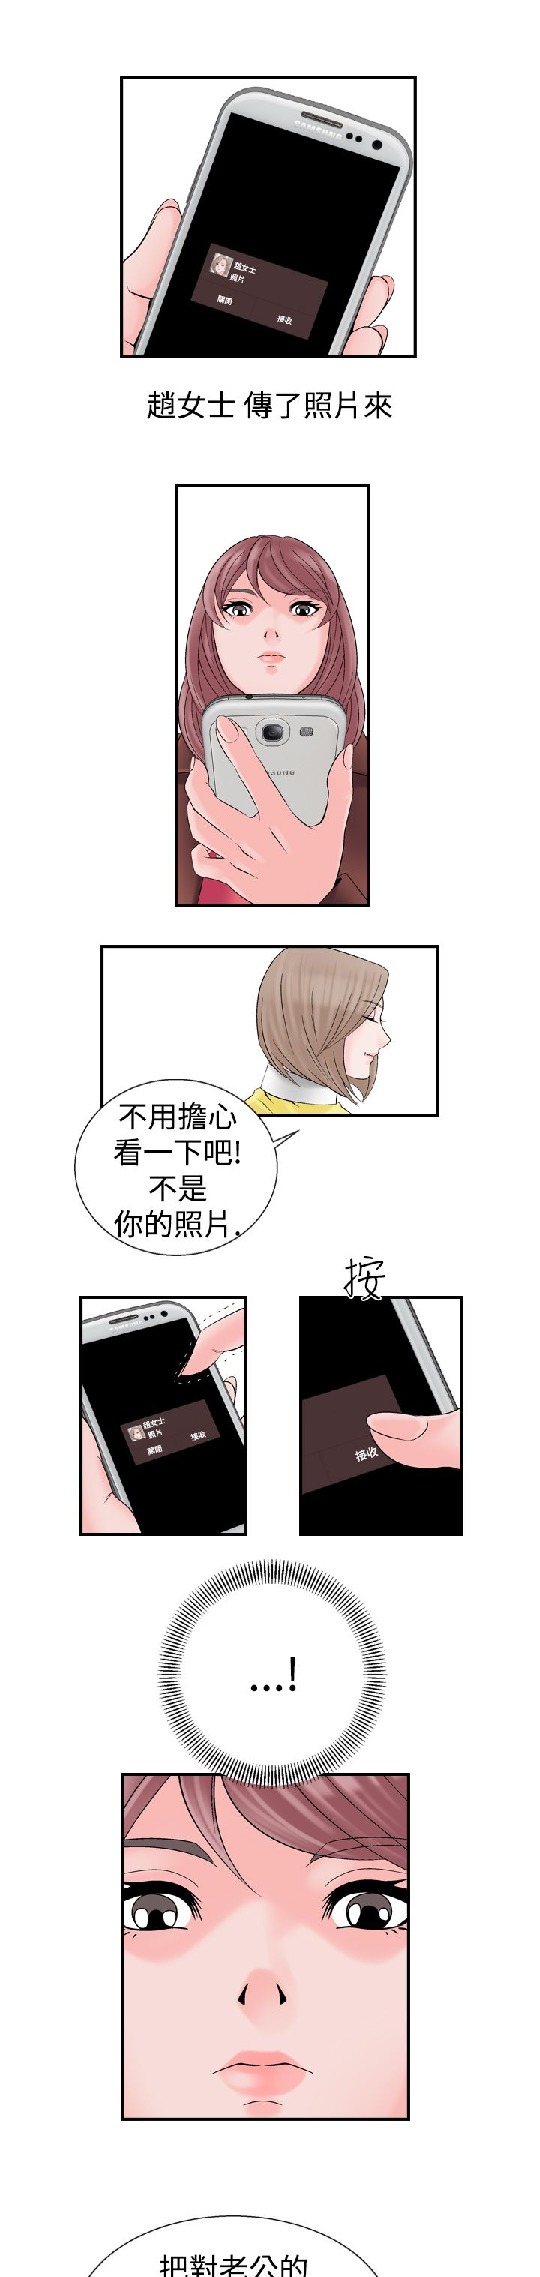 SAMSUNG
趙女士
照片
關閉
接收
趙女士 傳了照片來
SAMSUNG
不用擔心
看一下吧!
不是
你的照片.
按
趙女士
照片
關閉
接收
接收
...!
把對老公的